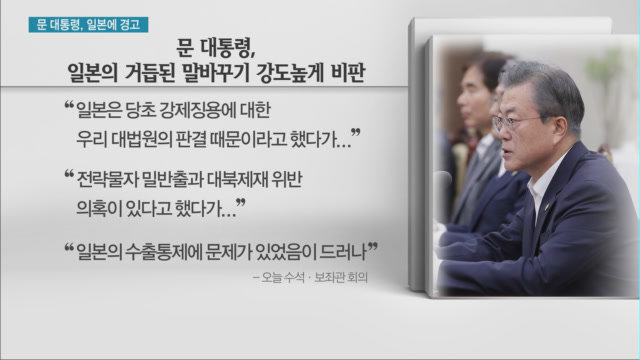 문 대통령, 일본에 경고
문 대통령,
일본의 거듭된 말바꾸기 강도높게 비판
“일본은 당초 강제징용에 대한
우리 대법원의 판결 때문이라고 했다가...”
“전략물자 밀반출과 대북제재 위반
의혹이 있다고 했다가...”
“일본의 수출통제에 문제가 있었음이 드러나”
– 오늘 수석·보좌관 회의